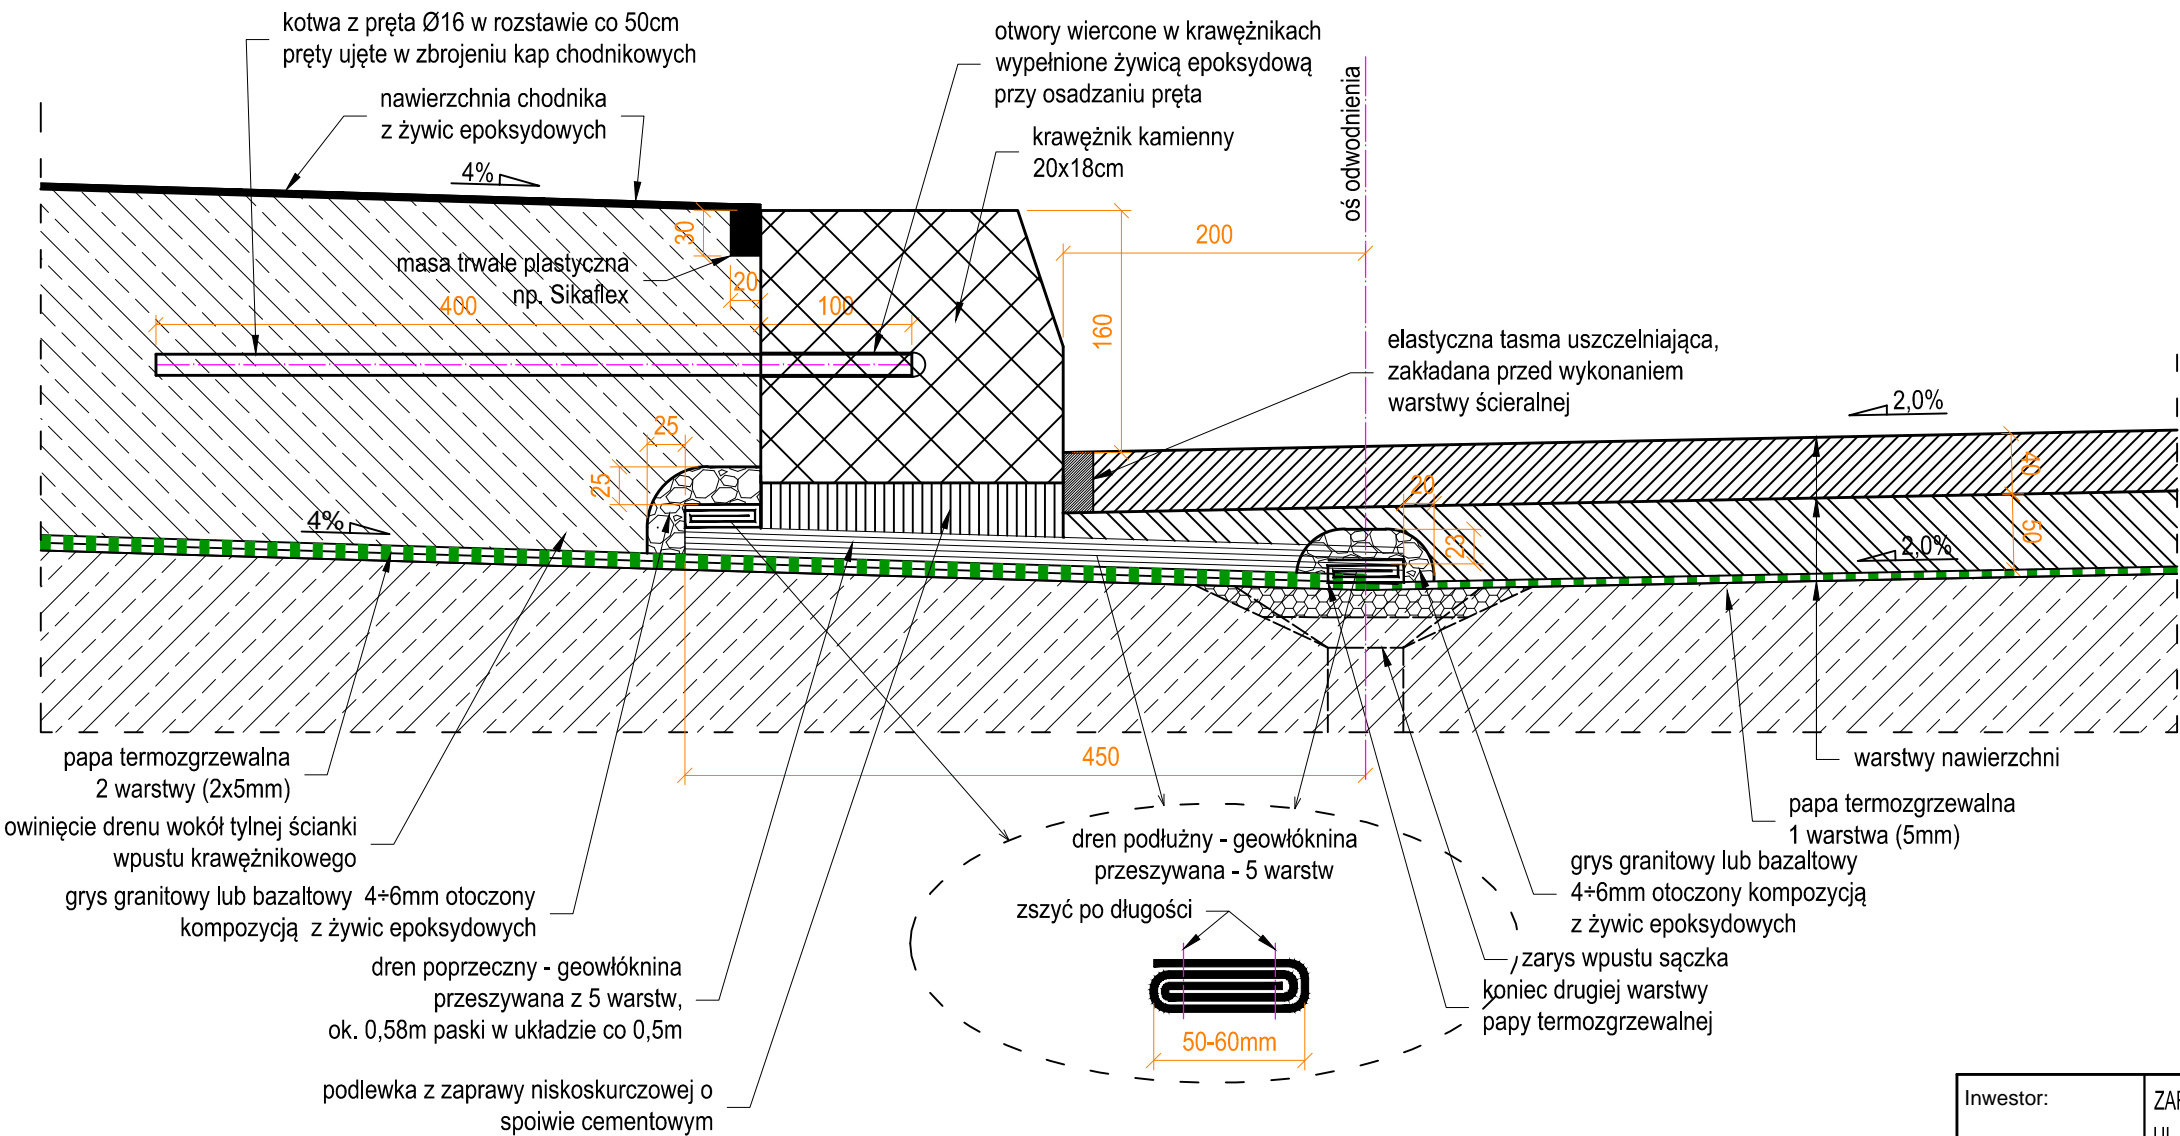 kotwa z pręta Ø16 w rozstawie co 50cm
pręty ujęte w zbrojeniu kap chodnikowych
nawierzchnia chodnika
z żywic epoksydowych
4%
otwory wiercone w krawężnikach
wypełnione żywicą epoksydową
przy osadzaniu pręta
krawężnik kamienny
20x18cm
oś odwodnienia
30
masa trwale plastyczna
np. Sikaflex
20
400
100
160
200
elastyczna tasma uszczelniająca,
zakładana przed wykonaniem
warstwy ścieralnej
2,0%
25
25
4%
20
23
40
50
2,0%
450
papa termozgrzewalna
2 warstwy (2x5mm)
owinięcie drenu wokół tylnej ścianki
wpustu krawężnikowego
grys granitowy lub bazaltowy 4÷6mm otoczony
kompozycją z żywic epoksydowych
dren poprzeczny - geowłóknina
przeszywana z 5 warstw,
ok. 0,58m paski w układzie co 0,5m
podlewka z zaprawy niskoskurczowej o
spoiwie cementowym
dren podłużny - geowłóknina
przeszywana - 5 warstw
zszyć po długości
50-60mm
warstwy nawierzchni
papa termozgrzewalna
1 warstwa (5mm)
grys granitowy lub bazaltowy
4÷6mm otoczony kompozycją
z żywic epoksydowych
zarys wpustu sączka
koniec drugiej warstwy
papy termozgrzewalnej
Inwestor: